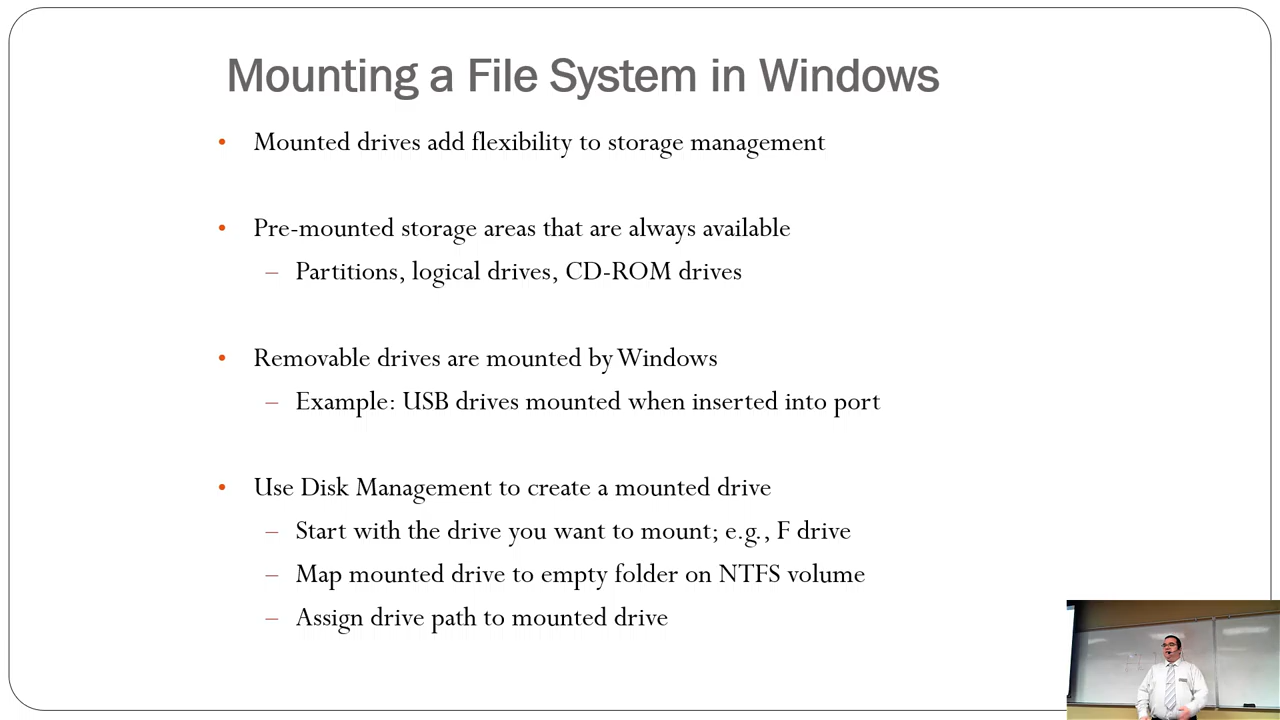 Mounting a File System in Windows
• Mounted drives add flexibility to storage management
• Pre-mounted storage areas that are always available
– Partitions, logical drives, CD-ROM drives
• Removable drives are mounted by Windows
– Example: USB drives mounted when inserted into port
• Use Disk Management to create a mounted drive
– Start with the drive you want to mount; e.g., F drive
– Map mounted drive to empty folder on NTFS volume
– Assign drive path to mounted drive